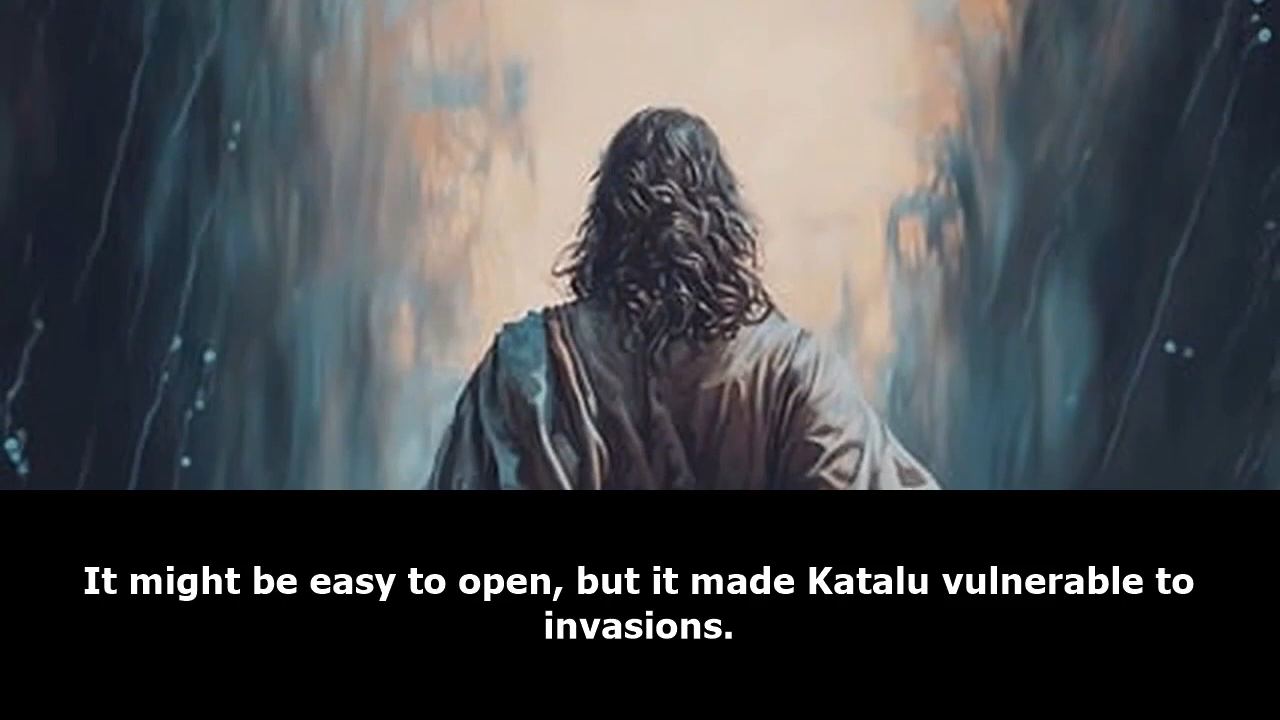 It might be easy to open, but it made Katalu vulnerable to
invasions.